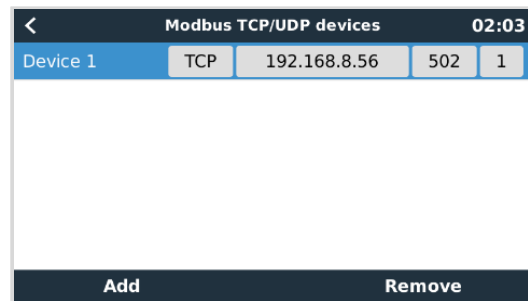 Modbus TCP/UDP devices 02:03
Device 1 TCP 192.168.8.56 502 1
Add Remove